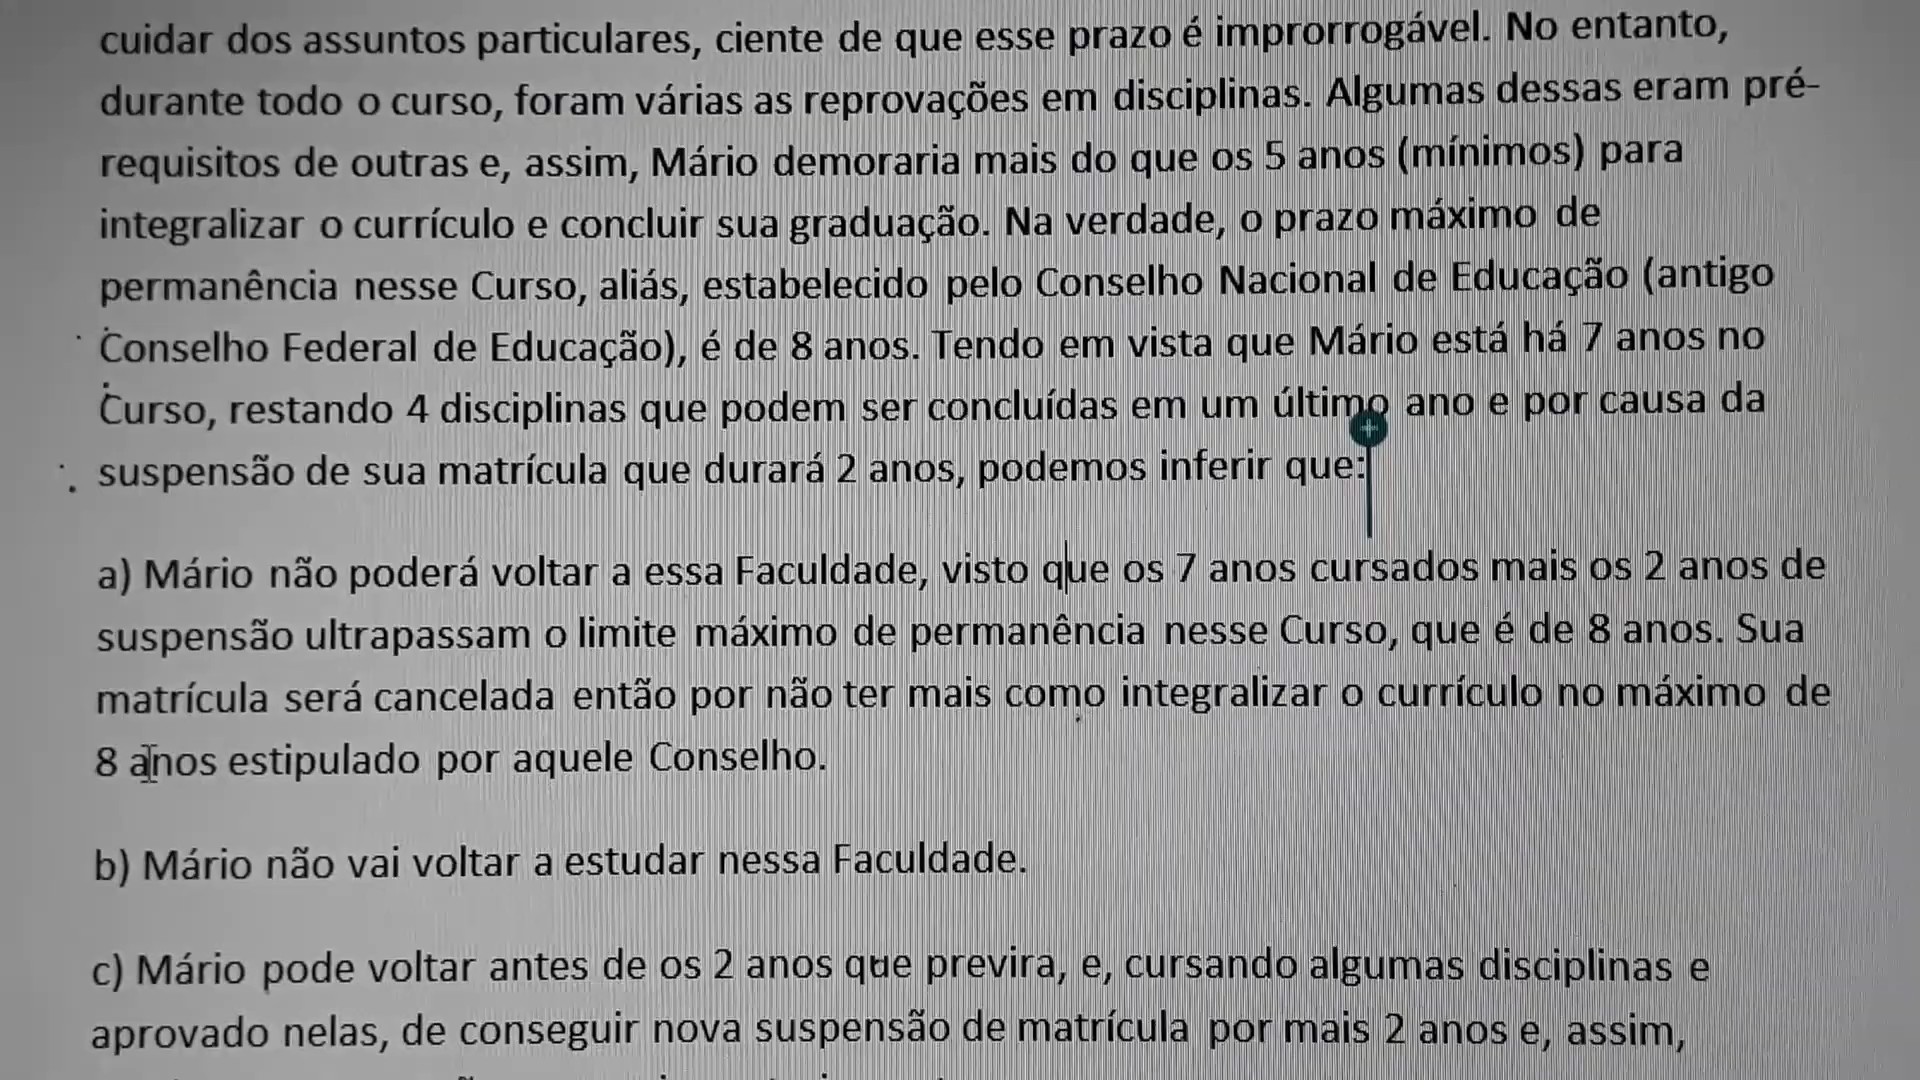 cuidar dos assuntos particulares, ciente de que esse prazo é improrrogável. No entanto,
durante todo o curso, foram várias as reprovações em disciplinas. Algumas dessas eram pré-
requisitos de outras e, assim, Mário demoraria mais do que os 5 anos (mínimos) para
integralizar o currículo e concluir sua graduação. Na verdade, o prazo máximo de
permanência nesse Curso, aliás, estabelecido pelo Conselho Nacional de Educação (antigo
Conselho Federal de Educação), é de 8 anos. Tendo em vista que Mário está há 7 anos no
Curso, restando 4 disciplinas que podem ser concluídas em um último ano e por causa da
suspensão de sua matrícula que durará 2 anos, podemos inferir que:
a) Mário não poderá voltar a essa Faculdade, visto que os 7 anos cursados mais os 2 anos de
suspensão ultrapassam o limite máximo de permanência nesse Curso, que é de 8 anos. Sua
matrícula será cancelada então por não ter mais como integralizar o currículo no máximo de
8 anos estipulado por aquele Conselho.
b) Mário não vai voltar a estudar nessa Faculdade.
c) Mário pode voltar antes de os 2 anos que previra, e, cursando algumas disciplinas e
aprovado nelas, de conseguir nova suspensão de matrícula por mais 2 anos e, assim,